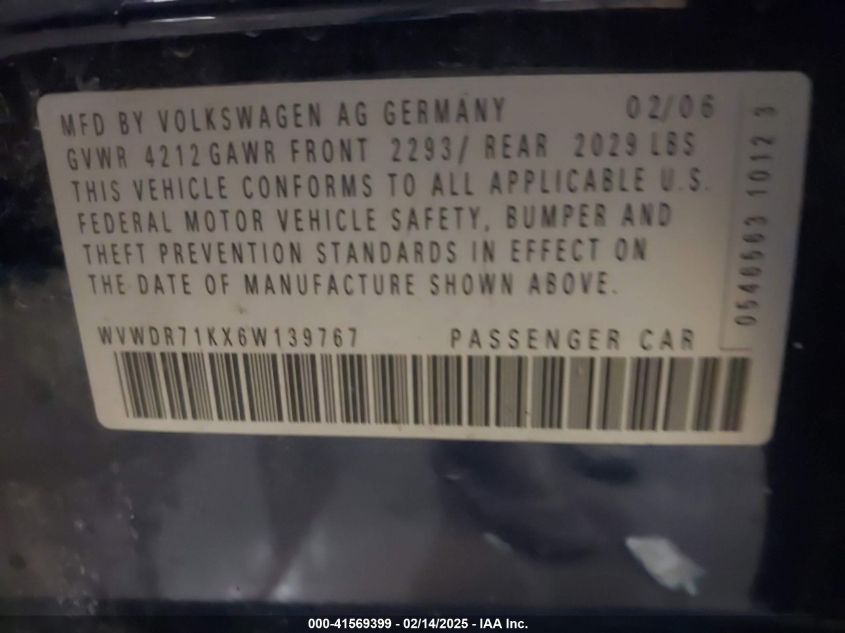 MFD BY VOLKSWAGEN AG GERMANY 02/06
GVWR 4212 GAWR FRONT 2293/ REAR 2029 LBS
THIS VEHICLE CONFORMS TO ALL APPLICABLE U.S.
FEDERAL MOTOR VEHICLE SAFETY, BUMPER AND
THEFT PREVENTION STANDARDS IN EFFECT ON
THE DATE OF MANUFACTURE SHOWN ABOVE.
WVWDR71KX6W139767 PASSENGER CAR
0546563 1012 3
000-41569399 - 02/14/2025 - IAA Inc.